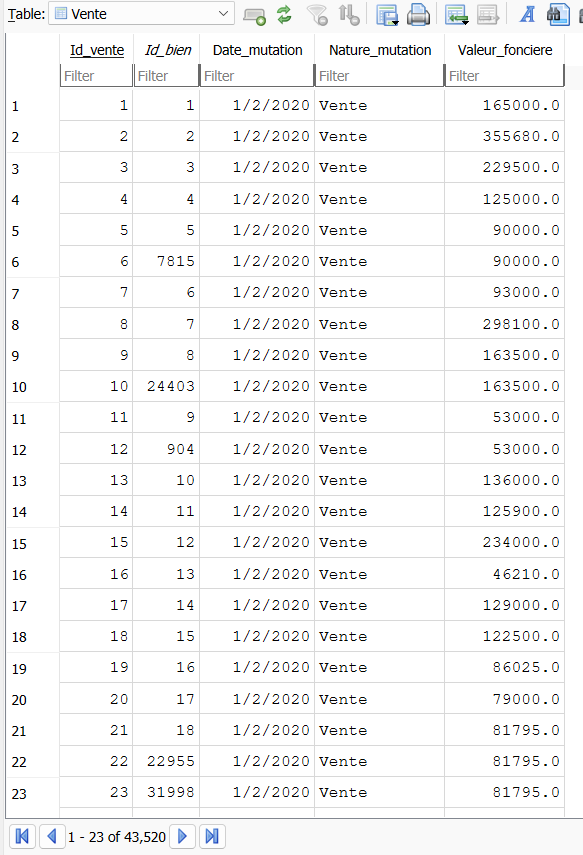 Table: Vente
Id_vente Id_bien Date_mutation Nature_mutation Valeur_fonciere
Filter Filter Filter Filter Filter
1 1 1 1/2/2020 Vente 165000.0
2 2 2 1/2/2020 Vente 355680.0
3 3 3 1/2/2020 Vente 229500.0
4 4 4 1/2/2020 Vente 125000.0
5 5 5 1/2/2020 Vente 90000.0
6 6 7815 1/2/2020 Vente 90000.0
7 7 6 1/2/2020 Vente 93000.0
8 8 7 1/2/2020 Vente 298100.0
9 9 8 1/2/2020 Vente 163500.0
10 10 24403 1/2/2020 Vente 163500.0
11 11 9 1/2/2020 Vente 53000.0
12 12 904 1/2/2020 Vente 53000.0
13 13 10 1/2/2020 Vente 136000.0
14 14 11 1/2/2020 Vente 125900.0
15 15 12 1/2/2020 Vente 234000.0
16 16 13 1/2/2020 Vente 46210.0
17 17 14 1/2/2020 Vente 129000.0
18 18 15 1/2/2020 Vente 122500.0
19 19 16 1/2/2020 Vente 86025.0
20 20 17 1/2/2020 Vente 79000.0
21 21 18 1/2/2020 Vente 81795.0
22 22 22955 1/2/2020 Vente 81795.0
23 23 31998 1/2/2020 Vente 81795.0
1 - 23 of 43,520